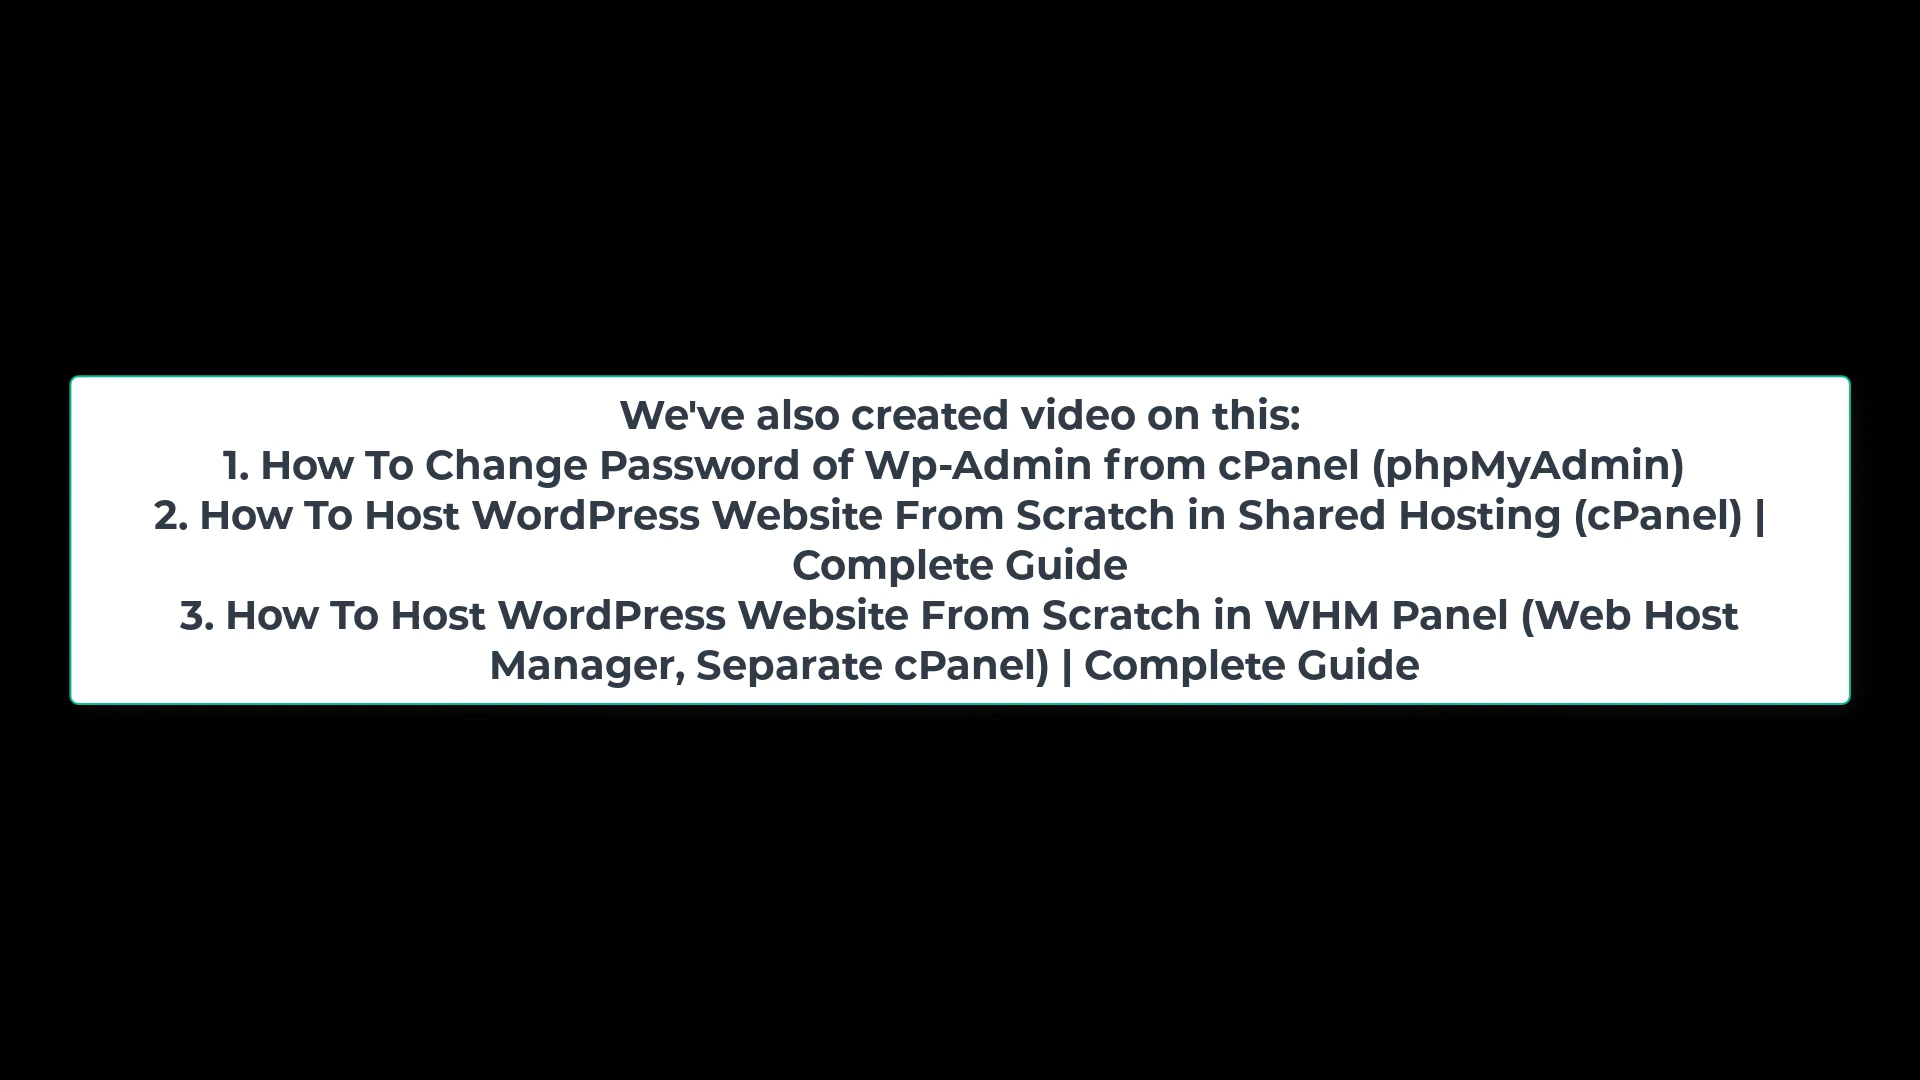 We've also created video on this:
1. How To Change Password of Wp-Admin from cPanel (phpMyAdmin)
2. How To Host WordPress Website From Scratch in Shared Hosting (cPanel) |
Complete Guide
3. How To Host WordPress Website From Scratch in WHM Panel (Web Host
Manager, Separate cPanel) | Complete Guide